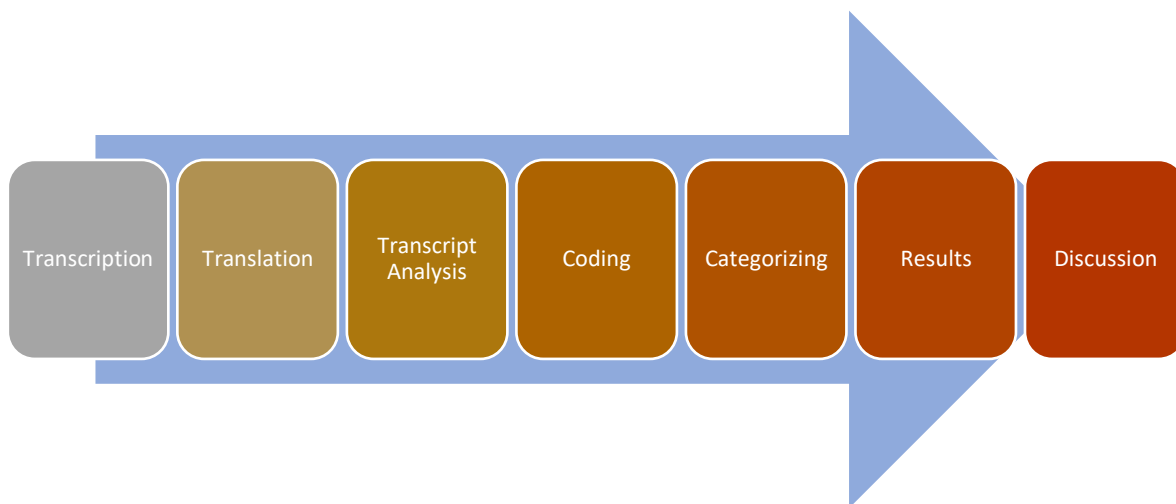 Transcription
Translation
Transcript
Analysis
Coding
Categorizing
Results
Discussion